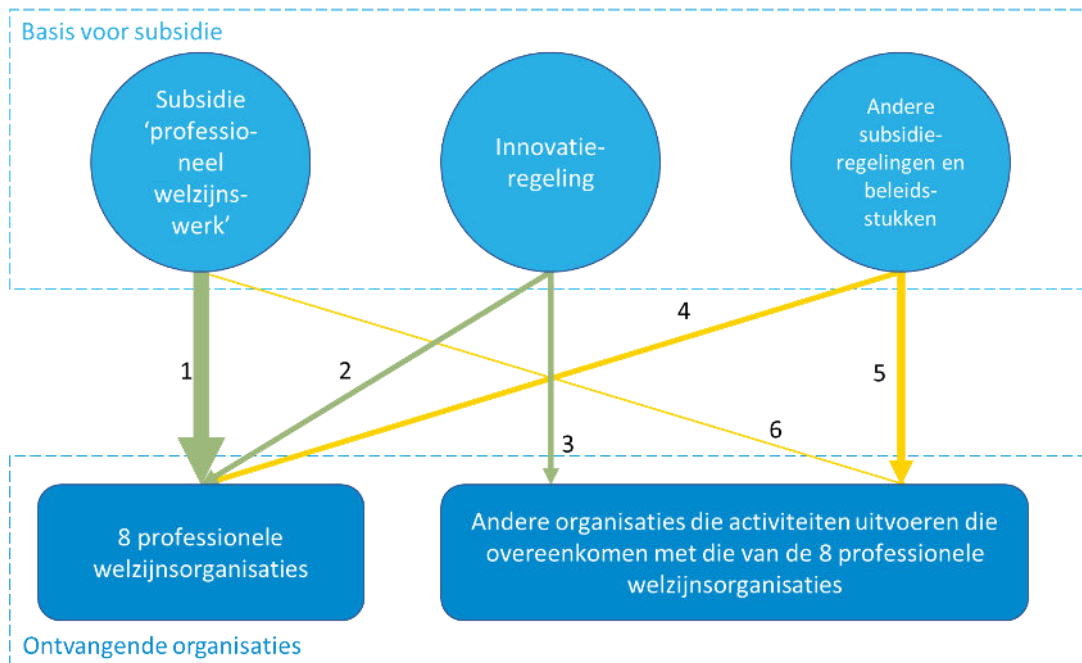 Basis voor subsidie
Subsidie
‘professio-
neel
welzijns-
werk’
Innovatie-
regeling
Andere
subsidie-
regelingen en
beleids-
stukken
1
2
3
4
5
6
8 professionele
welzijnsorganisaties
Andere organisaties die activiteiten uitvoeren die
overeenkomen met die van de 8 professionele
welzijnsorganisaties
Ontvangende organisaties